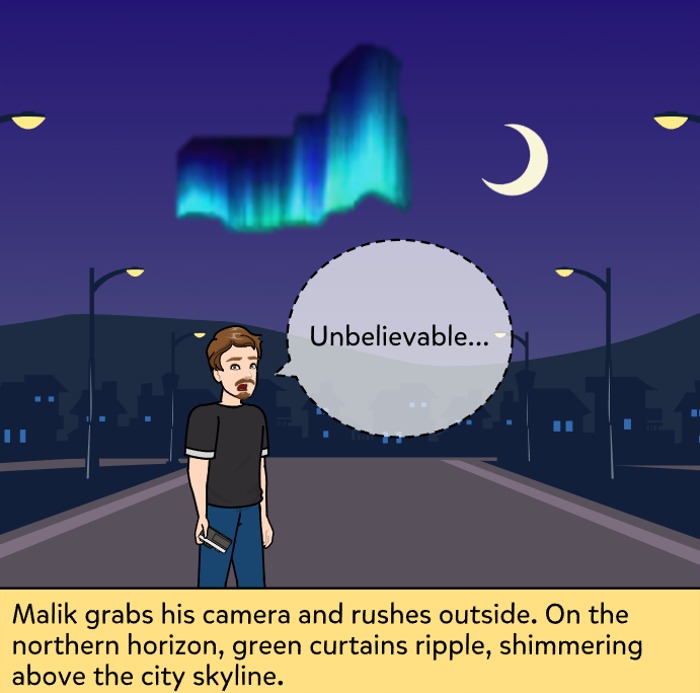 Unbelievable...
Malik grabs his camera and rushes outside. On the
northern horizon, green curtains ripple, shimmering
above the city skyline.